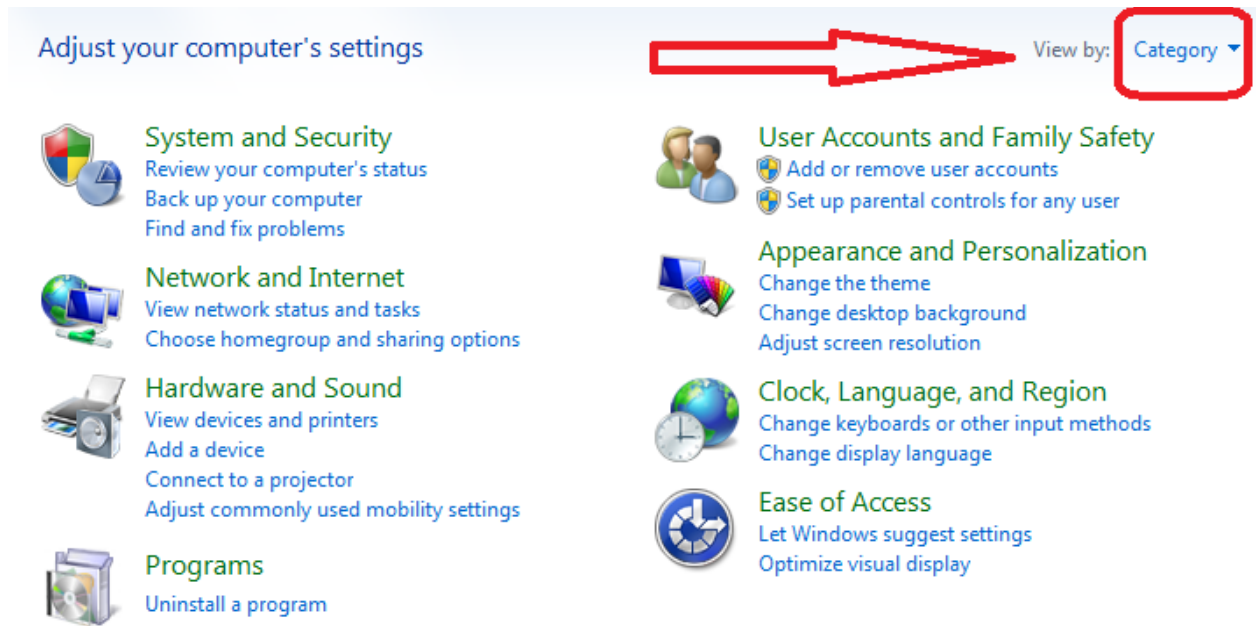 Adjust your computer's settings
View by: Category
System and Security
Review your computer's status
Back up your computer
Find and fix problems
Network and Internet
View network status and tasks
Choose homegroup and sharing options
Hardware and Sound
View devices and printers
Add a device
Connect to a projector
Adjust commonly used mobility settings
Programs
Uninstall a program
User Accounts and Family Safety
Add or remove user accounts
Set up parental controls for any user
Appearance and Personalization
Change the theme
Change desktop background
Adjust screen resolution
Clock, Language, and Region
Change keyboards or other input methods
Change display language
Ease of Access
Let Windows suggest settings
Optimize visual display